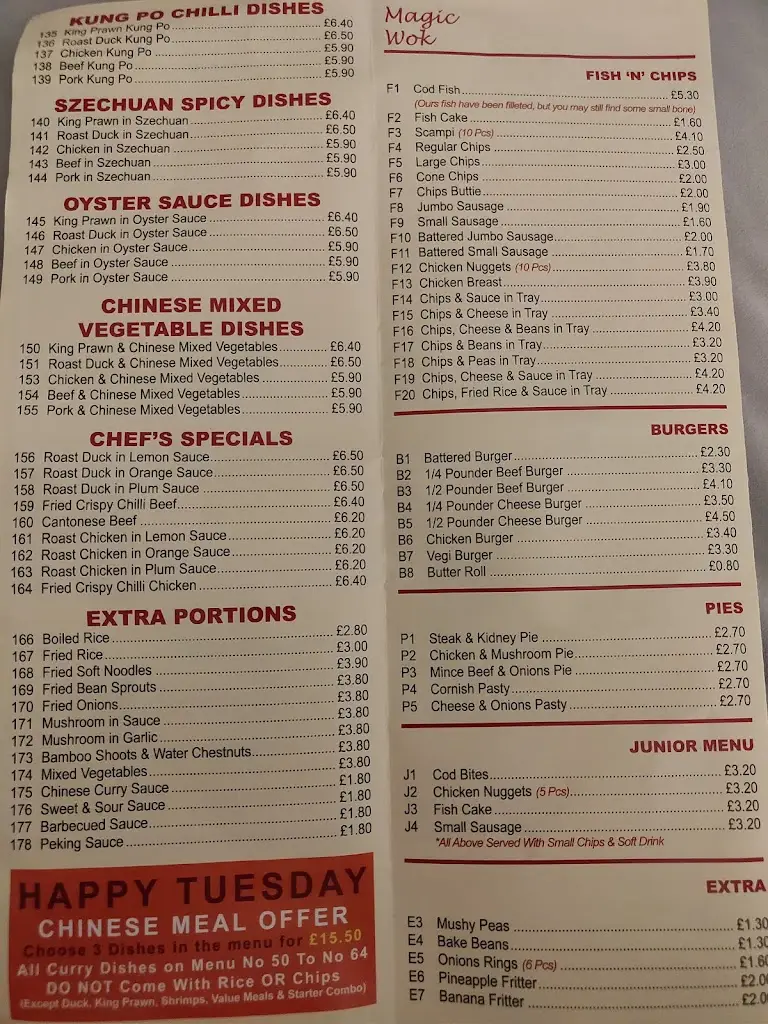 KUNG PO CHILLI DISHES
135 King Prawn Kung Po £6.40
136 Roast Duck Kung Po £6.50
137 Chicken Kung Po £5.90
138 Beef Kung Po £5.90
139 Pork Kung Po £5.90
SZECHUAN SPICY DISHES
140 King Prawn in Szechuan £6.40
141 Roast Duck in Szechuan £6.50
142 Chicken in Szechuan £5.90
143 Beef in Szechuan £5.90
144 Pork in Szechuan £5.90
OYSTER SAUCE DISHES
145 King Prawn in Oyster Sauce £6.40
146 Roast Duck in Oyster Sauce £6.50
147 Chicken in Oyster Sauce £5.90
148 Beef in Oyster Sauce £5.90
149 Pork in Oyster Sauce £5.90
CHINESE MIXED
VEGETABLE DISHES
150 King Prawn & Chinese Mixed Vegetables £6.40
151 Roast Duck & Chinese Mixed Vegetables £6.50
153 Chicken & Chinese Mixed Vegetables £5.90
154 Beef & Chinese Mixed Vegetables £5.90
155 Pork & Chinese Mixed Vegetables £5.90
CHEF'S SPECIALS
156 Roast Duck in Lemon Sauce £6.50
157 Roast Duck in Orange Sauce £6.50
158 Roast Duck in Plum Sauce £6.50
159 Fried Crispy Chilli Beef £6.40
160 Cantonese Beef £6.20
161 Roast Chicken in Lemon Sauce £6.20
162 Roast Chicken in Orange Sauce £6.20
163 Roast Chicken in Plum Sauce £6.20
164 Fried Crispy Chilli Chicken £6.40
EXTRA PORTIONS
166 Boiled Rice £2.80
167 Fried Rice £3.00
168 Fried Soft Noodles £3.90
169 Fried Bean Sprouts £3.80
170 Fried Onions £3.80
171 Mushroom in Sauce £3.80
172 Mushroom in Garlic £3.80
173 Bamboo Shoots & Water Chestnuts £3.80
174 Mixed Vegetables £3.80
175 Chinese Curry Sauce £1.80
176 Sweet & Sour Sauce £1.80
177 Barbecued Sauce £1.80
178 Peking Sauce £1.80
HAPPY TUESDAY
CHINESE MEAL OFFER
Choose 3 Dishes in the menu for £15.50
All Curry Dishes on Menu No 50 To No 64
DO NOT Come With Rice OR Chips
(Except Duck, King Prawn, Shrimps, Value Meals & Starter Combo)
Magic
Wok
FISH 'N' CHIPS
F1 Cod Fish £5.30
(Ours fish have been filleted, but you may still find some small bone)
F2 Fish Cake £1.60
F3 Scampi (10 Pcs) £4.10
F4 Regular Chips £2.50
F5 Large Chips £3.00
F6 Cone Chips £2.00
F7 Chips Buttie £2.00
F8 Jumbo Sausage £1.90
F9 Small Sausage £1.60
F10 Battered Jumbo Sausage £2.00
F11 Battered Small Sausage £1.70
F12 Chicken Nuggets (10 Pcs) £3.80
F13 Chicken Breast £3.90
F14 Chips & Sauce in Tray £3.00
F15 Chips & Cheese in Tray £3.40
F16 Chips, Cheese & Beans in Tray £4.20
F17 Chips & Beans in Tray £3.20
F18 Chips & Peas in Tray £3.20
F19 Chips, Cheese & Sauce in Tray £4.20
F20 Chips, Fried Rice & Sauce in Tray £4.20
BURGERS
B1 Battered Burger £2.30
B2 1/4 Pounder Beef Burger £3.30
B3 1/2 Pounder Beef Burger £4.10
B4 1/4 Pounder Cheese Burger £3.50
B5 1/2 Pounder Cheese Burger £4.50
B6 Chicken Burger £3.40
B7 Vegi Burger £3.30
B8 Butter Roll £0.80
PIES
P1 Steak & Kidney Pie £2.70
P2 Chicken & Mushroom Pie £2.70
P3 Mince Beef & Onions Pie £2.70
P4 Cornish Pasty £2.70
P5 Cheese & Onions Pasty £2.70
JUNIOR MENU
J1 Cod Bites £3.20
J2 Chicken Nuggets (5 Pcs) £3.20
J3 Fish Cake £3.20
J4 Small Sausage £3.20
*All Above Served With Small Chips & Soft Drink
EXTRA
E3 Mushy Peas £1.30
E4 Bake Beans £1.30
E5 Onions Rings (6 Pcs) £1.60
E6 Pineapple Fritter £2.0
E7 Banana Fritter £2.0